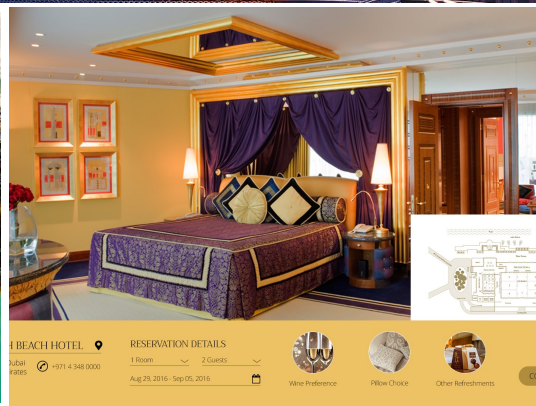 H BEACH HOTEL
Dubai
rates
+971 4 348 0000
RESERVATION DETAILS
1 Room
2 Guests
Aug 29, 2016 - Sep 05, 2016
Wine Preference
Pillow Choice
Other Refreshments